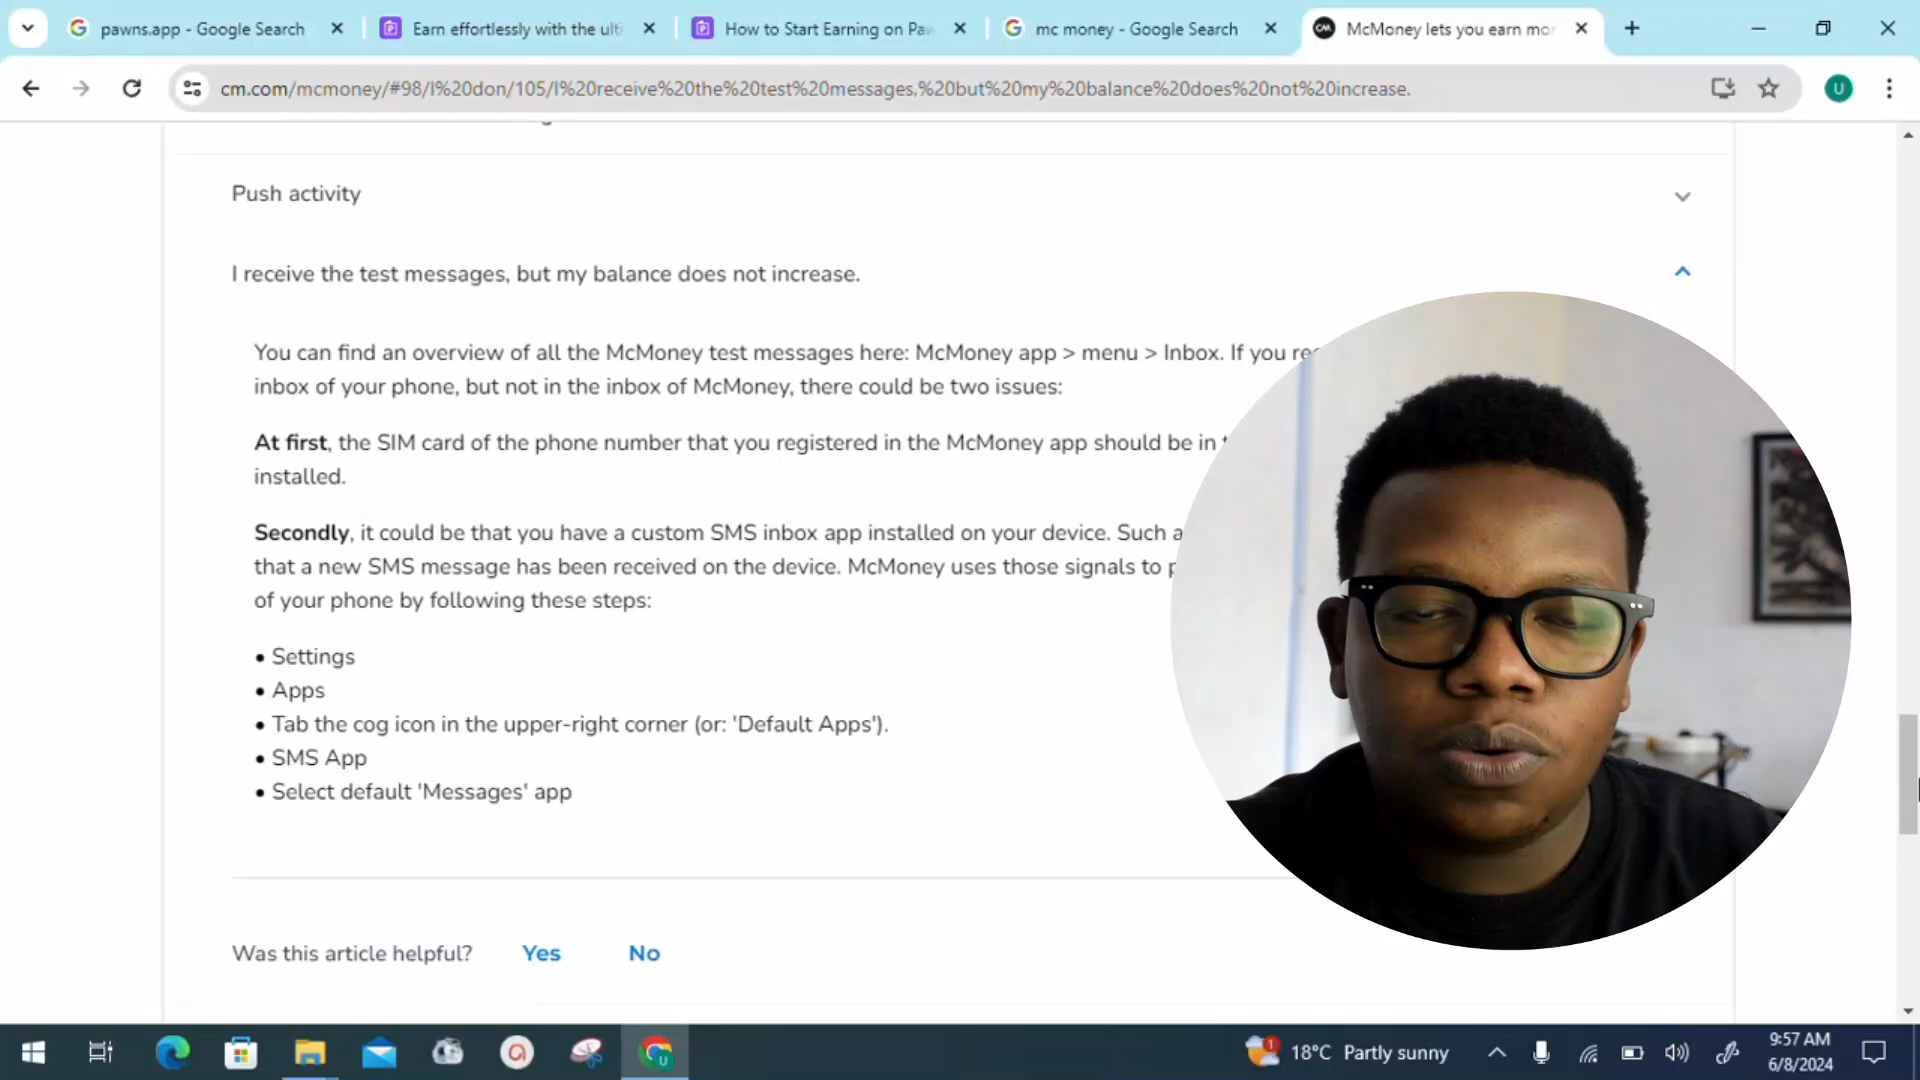 pawns.app - Google Search
Earn effortlessly with the ulti
How to Start Earning on Paw
mc money - Google Search
McMoney lets you earn mor
cm.com/mcmoney/#98/I%20don/105/I%20receive%20the%20test%20messages,%20but%20my%20balance%20does%20not%20increase.
U
Push activity
I receive the test messages, but my balance does not increase.
You can find an overview of all the McMoney test messages here: McMoney app > menu > Inbox. If you
inbox of your phone, but not in the inbox of McMoney, there could be two issues:
At first, the SIM card of the phone number that you registered in the McMoney app should be in
installed.
Secondly, it could be that you have a custom SMS inbox app installed on your device. Such
that a new SMS message has been received on the device. McMoney uses those signals to
of your phone by following these steps:
• Settings
• Apps
• Tab the cog icon in the upper-right corner (or: 'Default Apps').
• SMS App
• Select default 'Messages' app
Was this article helpful? Yes No
1
18°C Partly sunny
9:57 AM
6/8/2024